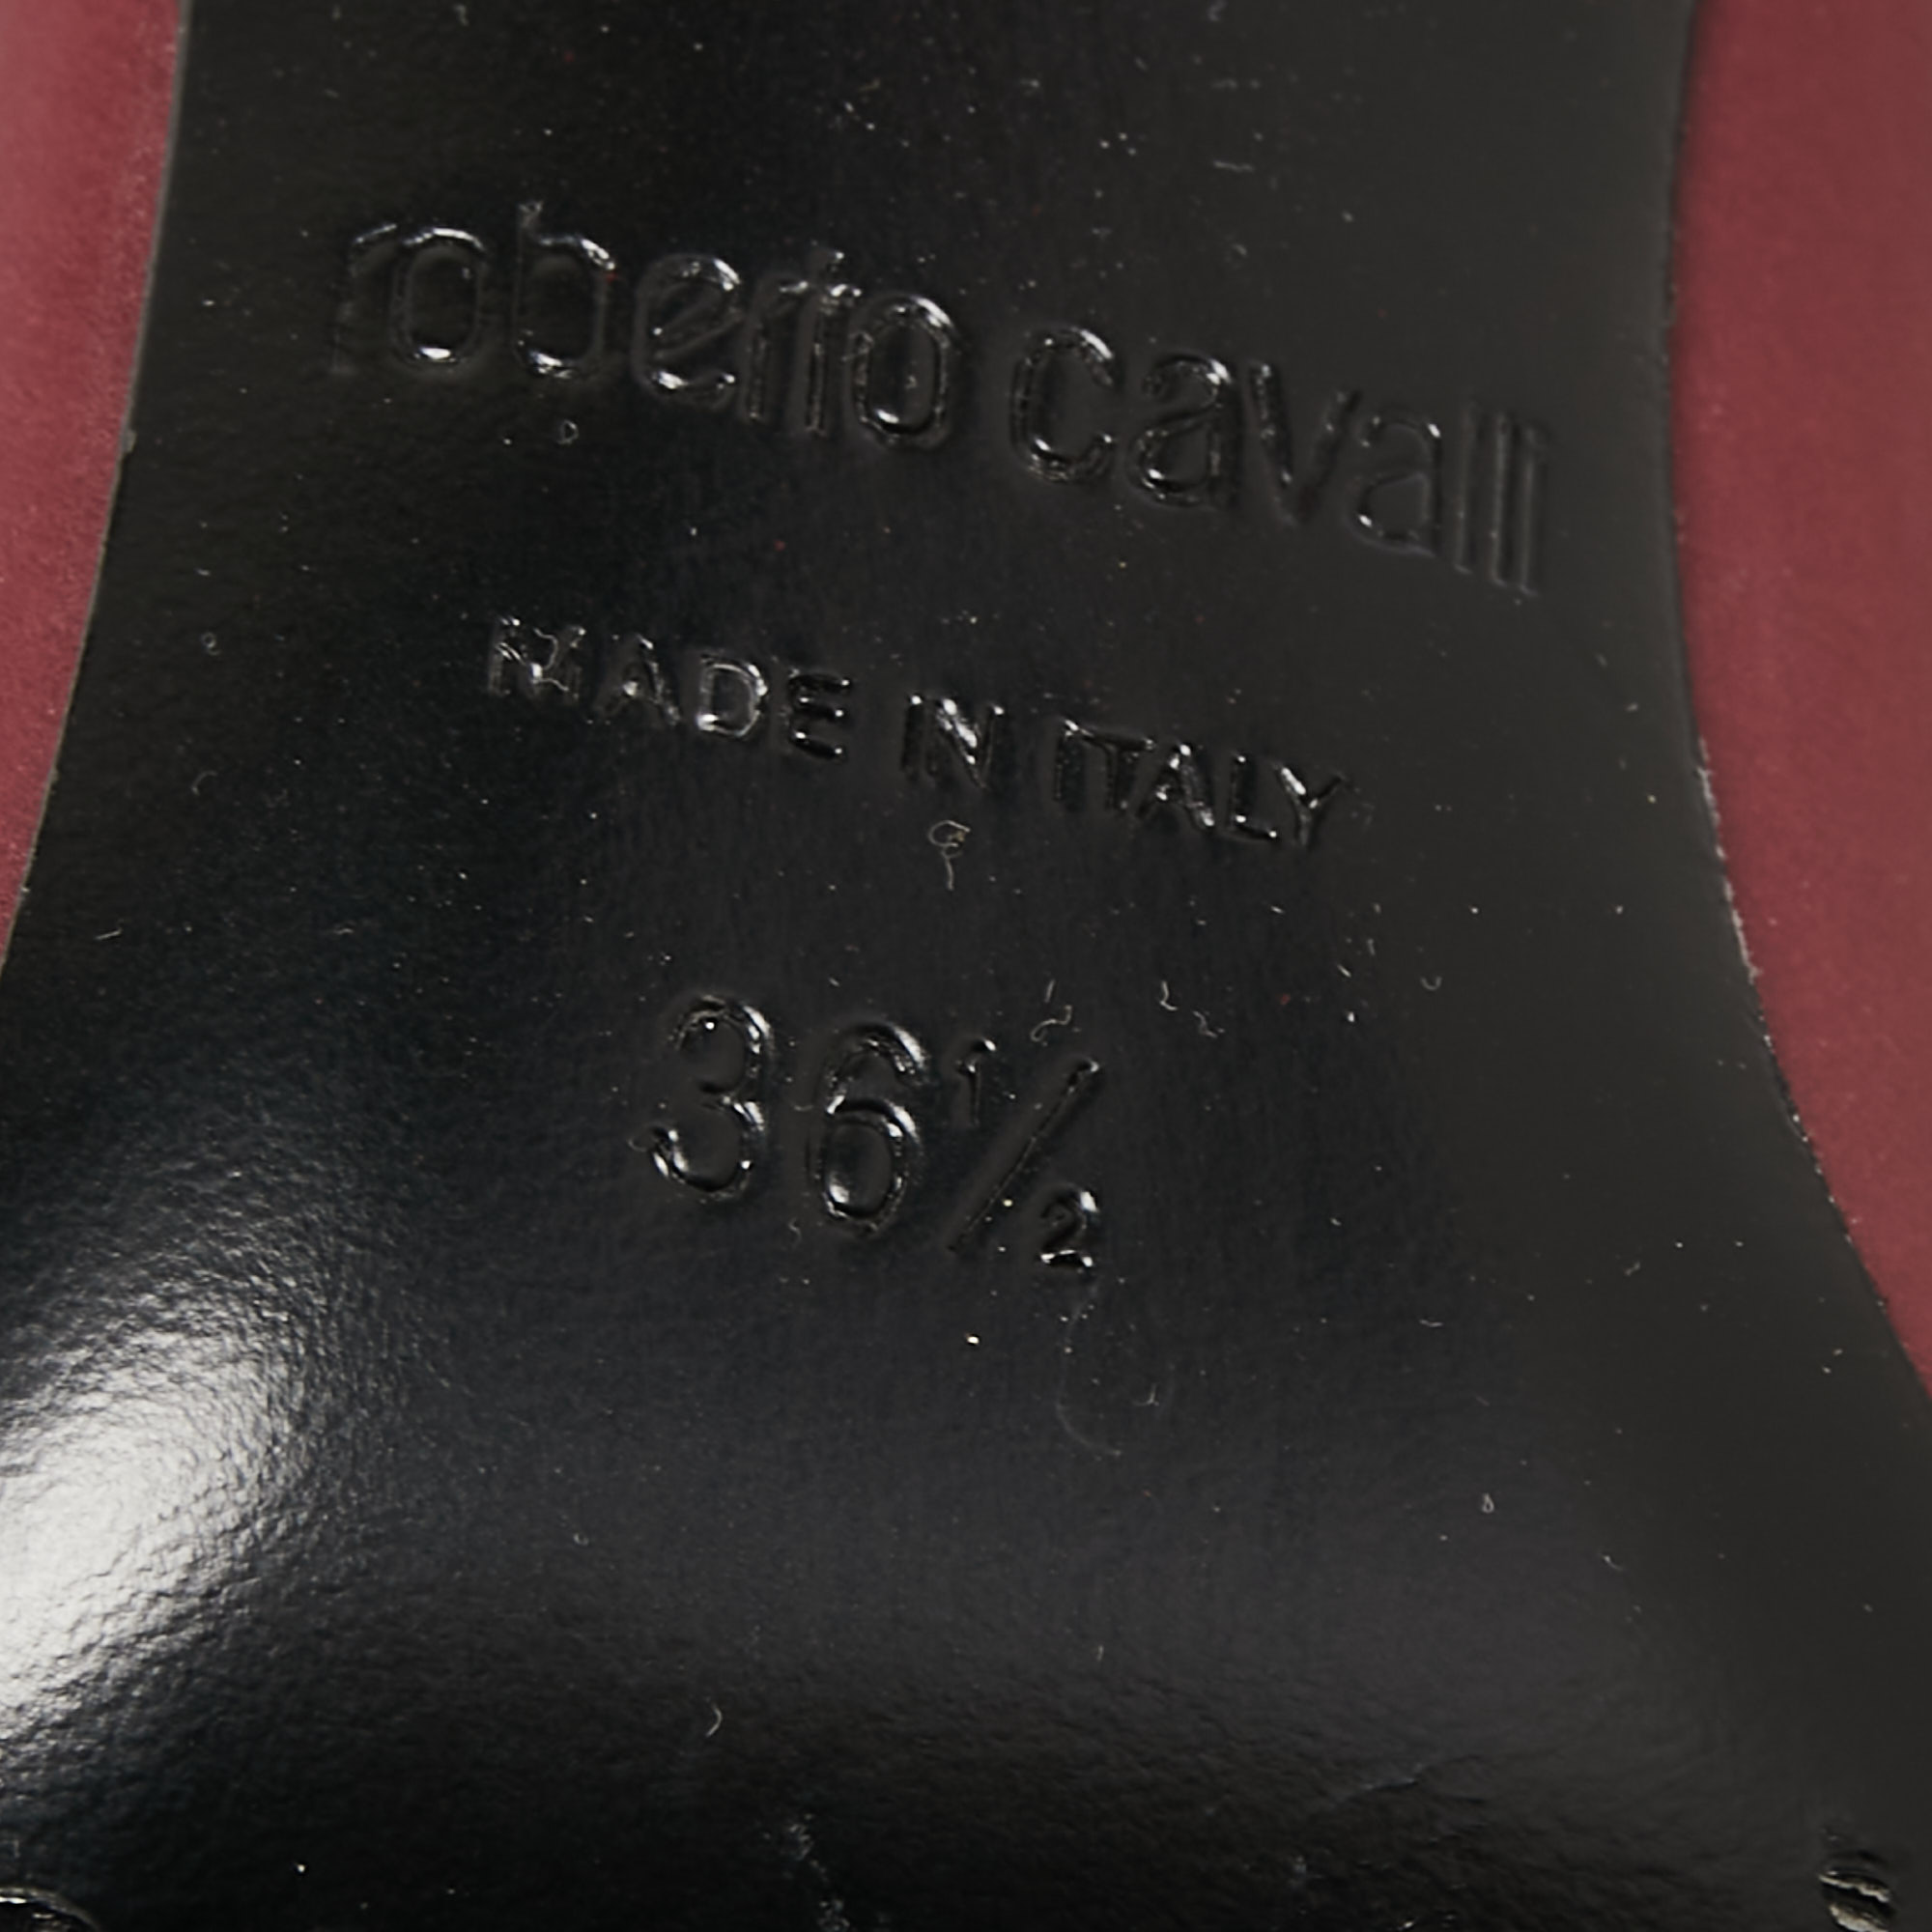 roberto cavalli
MADE IN ITALY
36½